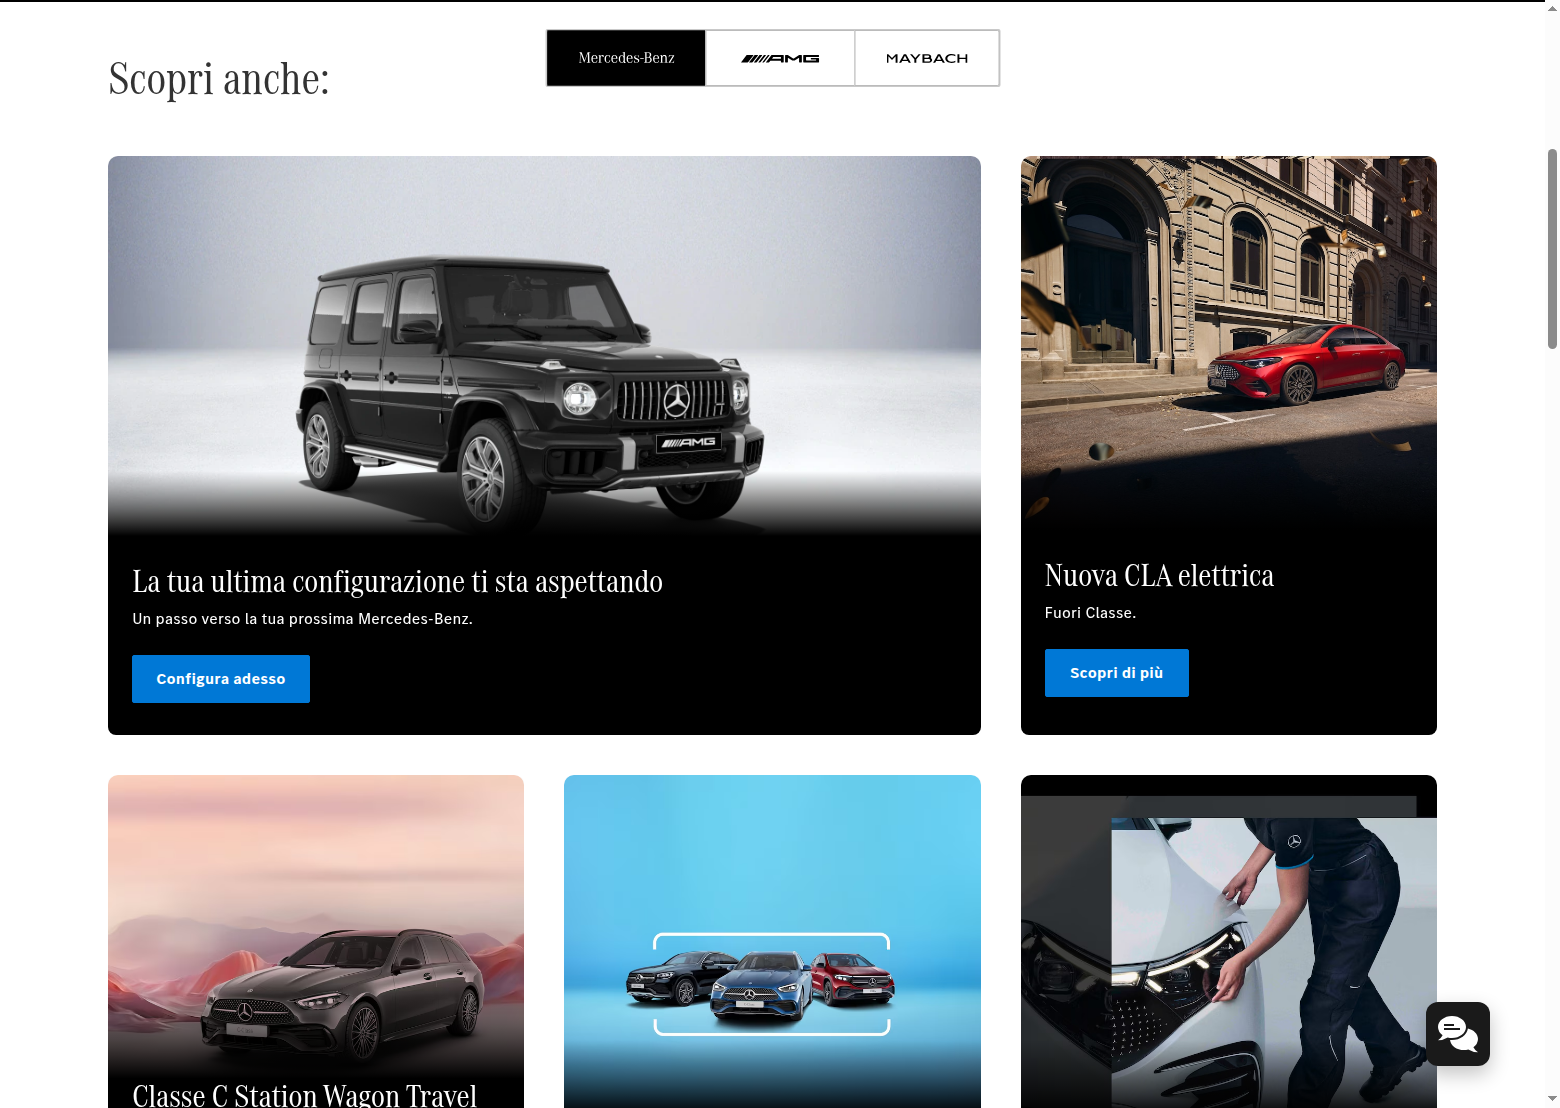 Scopri anche:
Mercedes-Benz
AMG
MAYBACH
AMG
La tua ultima configurazione ti sta aspettando
Un passo verso la tua prossima Mercedes-Benz.
Configura adesso
Nuova CLA elettrica
Fuori Classe.
Scopri di più
Classe C Station Wagon Travel